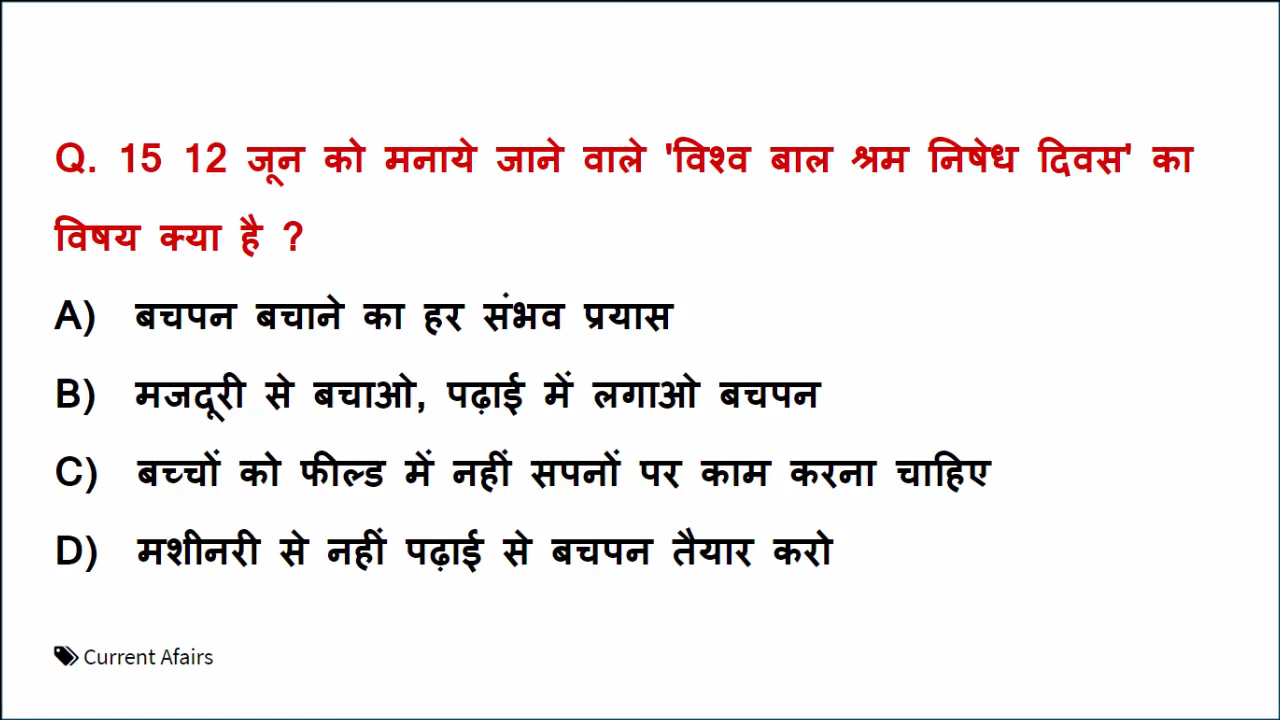 Q. 15 12 जून को मनाये जाने वाले 'विश्व बाल श्रम निषेध दिवस' का
विषय क्या है ?
A) बचपन बचाने का हर संभव प्रयास
B) मजदूरी से बचाओ, पढ़ाई में लगाओ बचपन
C) बच्चों को फील्ड में नहीं सपनों पर काम करना चाहिए
D) मशीनरी से नहीं पढ़ाई से बचपन तैयार करो
Current Afairs